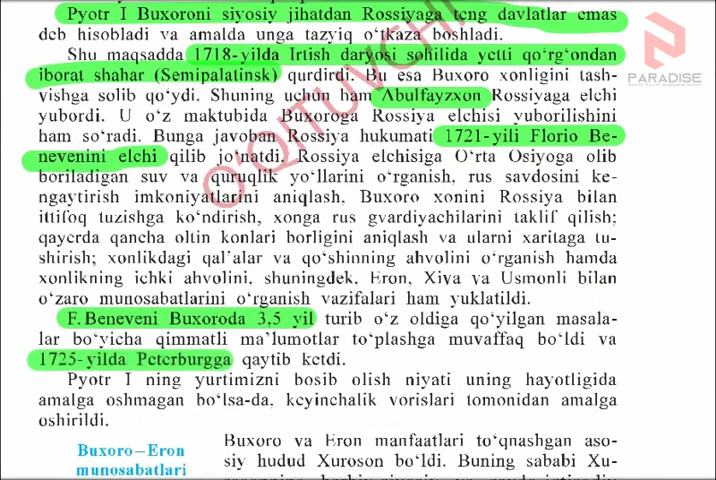 Pyotr I Buxoroni siyosiy jihatdan Rossiyaga teng davlatlar emas
deb hisobladi va amalda unga tazyiq o‘tkaza boshladi.
Shu maqsadda 1718-yilda Irtish daryosi sohilida yetti qo‘rg‘ondan
iborat shahar (Semipalatinsk) qurdirdi. Bu esa Buxoro xonligini tash-
vishga solib qo‘ydi. Shuning uchun ham Abulfayzxon Rossiyaga elchi
yubordi. U o‘z maktubida Buxoroga Rossiya elchisi yuborilishini
ham so‘radi. Bunga javoban Rossiya hukumati 1721-yili Florio Be-
nevenini elchi qilib jo‘natdi. Rossiya elchisiga O‘rta Osiyoga olib
boriladigan suv va quruqlik yo‘llarini o‘rganish, rus savdosini ke-
ngaytirish imkoniyatlarini aniqlash, Buxoro xonini Rossiya bilan
ittifoq tuzishga ko‘ndirish, xonga rus gvardiyachilarini taklif qilish;
qayerda qancha oltin konlari borligini aniqlash va ularni xaritaga tu-
shirish; xonlikdagi qal’alar va qo‘shinning ahvolini o‘rganish hamda
xonlikning ichki ahvolini, shuningdek, Eron, Xiva va Usmonli bilan
o‘zaro munosabatlarini o‘rganish vazifalari ham yuklatildi.
F. Beneveni Buxoroda 3,5 yil turib o‘z oldiga qo‘yilgan masala-
lar bo‘yicha qimmatli ma’lumotlar to‘plashga muvaffaq bo‘ldi va
1725-yilda Peterburgga qaytib ketdi.
Pyotr I ning yurtimizni bosib olish niyati uning hayotligida
amalga oshmagan bo‘lsa-da, keyinchalik vorislari tomonidan amalga
oshirildi.
Buxoro–Eron
munosabatlari
Buxoro va Eron manfaatlari to‘qnashgan aso-
siy hudud Xuroson bo‘ldi. Buning sababi Xu-
PARADISE
O‘QITUVCHI